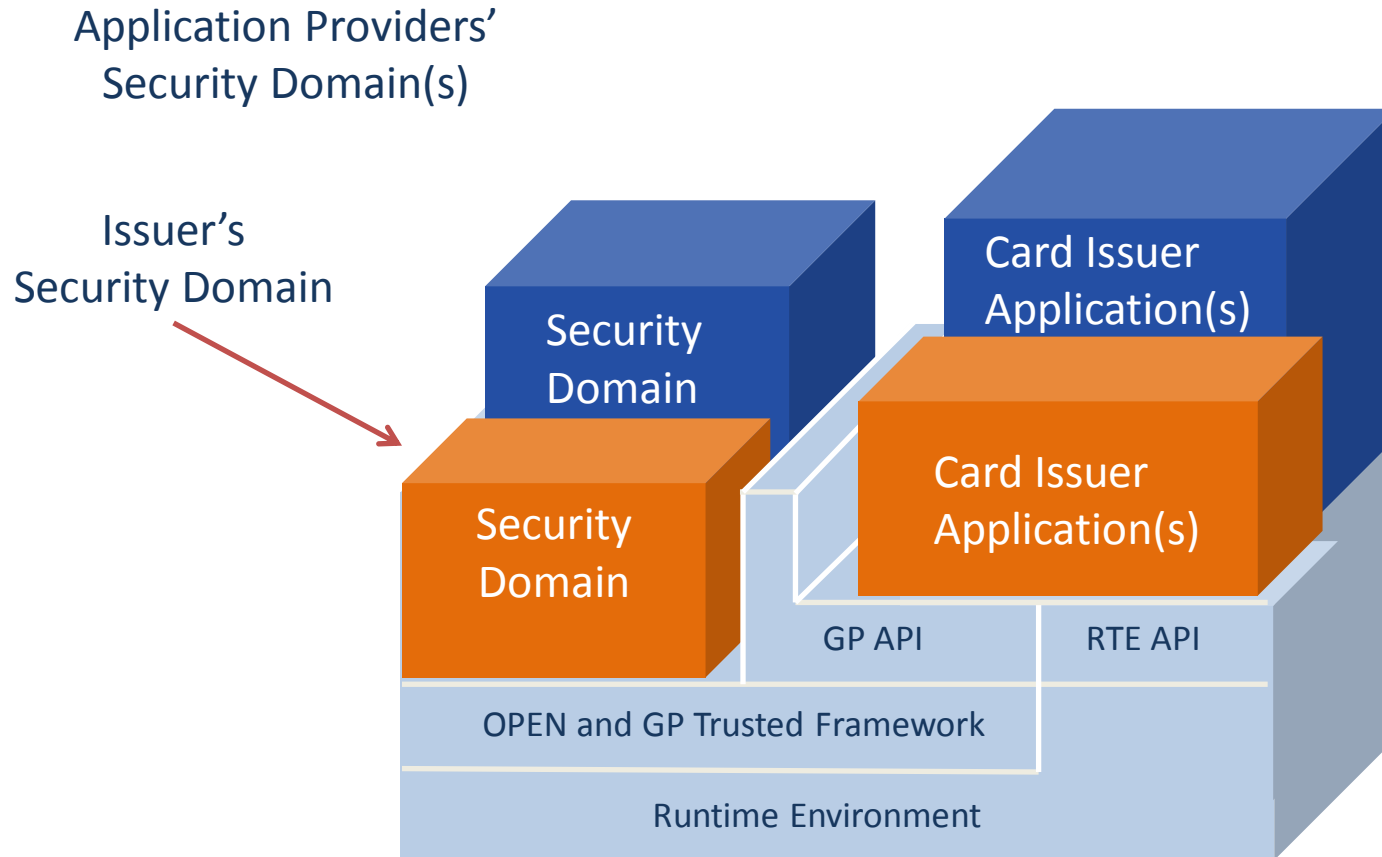 Application Providers’
Security Domain(s)
Issuer’s
Security Domain
Security
Domain
Card Issuer
Application(s)
Security
Domain
Card Issuer
Application(s)
GP API
RTE API
OPEN and GP Trusted Framework
Runtime Environment